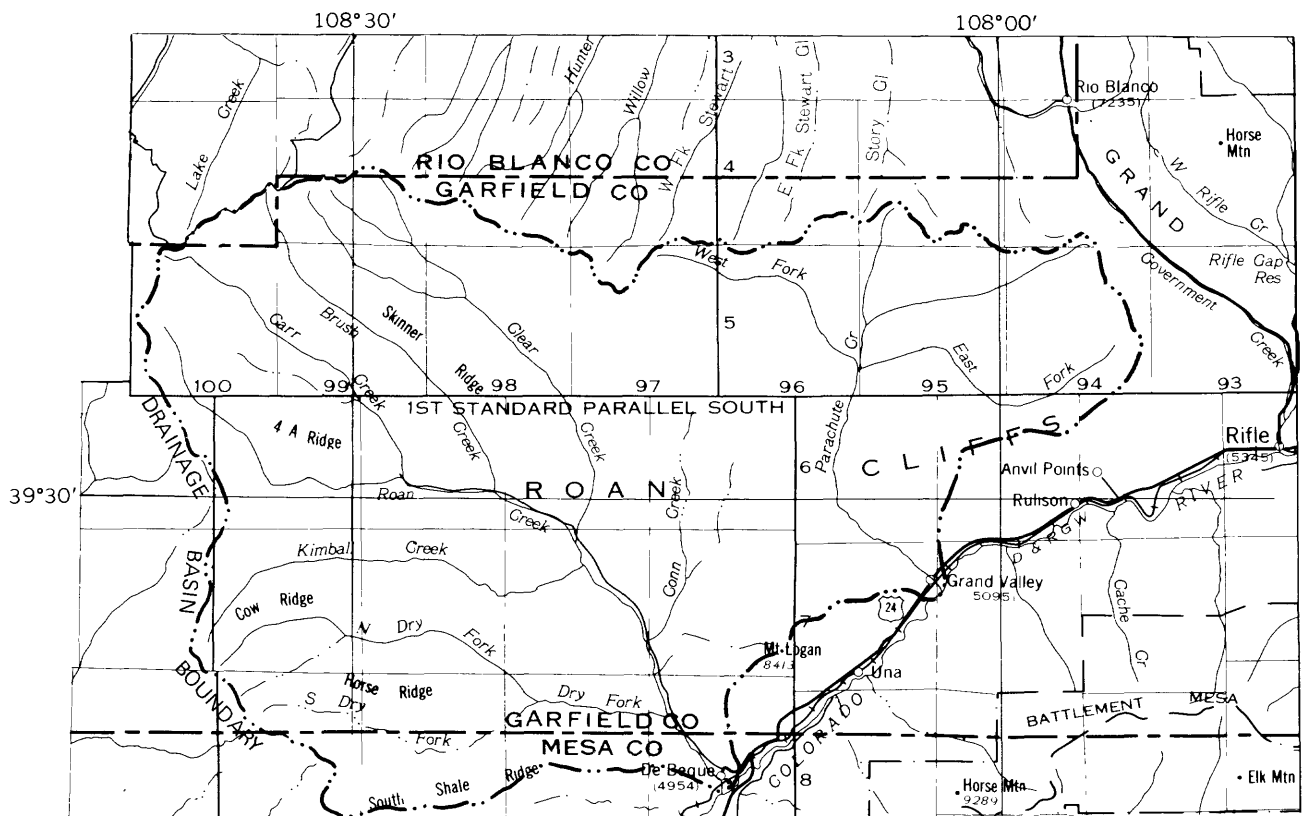 108°30′
108°00′
3
Hunter
Willow
W Fk Stewart
E Fk Stewart Gl
Story Gl
Rio Blanco
(7235)
Horse
Mtn
Lake Creek
RIO BLANCO CO
GARFIELD CO
4
GRAND
W Rifle Cr
Rifle Gap
Res
Government Creek
West Fork
5
Carr Creek
Brush Creek
Skinner Ridge
Clear Creek
Cr
East Fork
100
99
98
97
96
95
94
93
1ST STANDARD PARALLEL SOUTH
DRAINAGE BASIN BOUNDARY
4 A Ridge
Parachute
CLIFFS
Rifle
(5345)
6
Anvil Points
39°30′
Roan Creek
ROAN
Creek
Rulison
RIVER
D & RGW
Kimball Creek
Conn
Grand Valley
5095
24
Cache Cr
Cow Ridge
N Dry Fork
7
Mt Logan
8413
Una
Horse Ridge
S Dry Fork
Dry Fork
GARFIELD CO
MESA CO
COLORADO
BATTLEMENT MESA
De Beque
(4954)
8
South Shale Ridge
Horse Mtn
9289
Elk Mtn